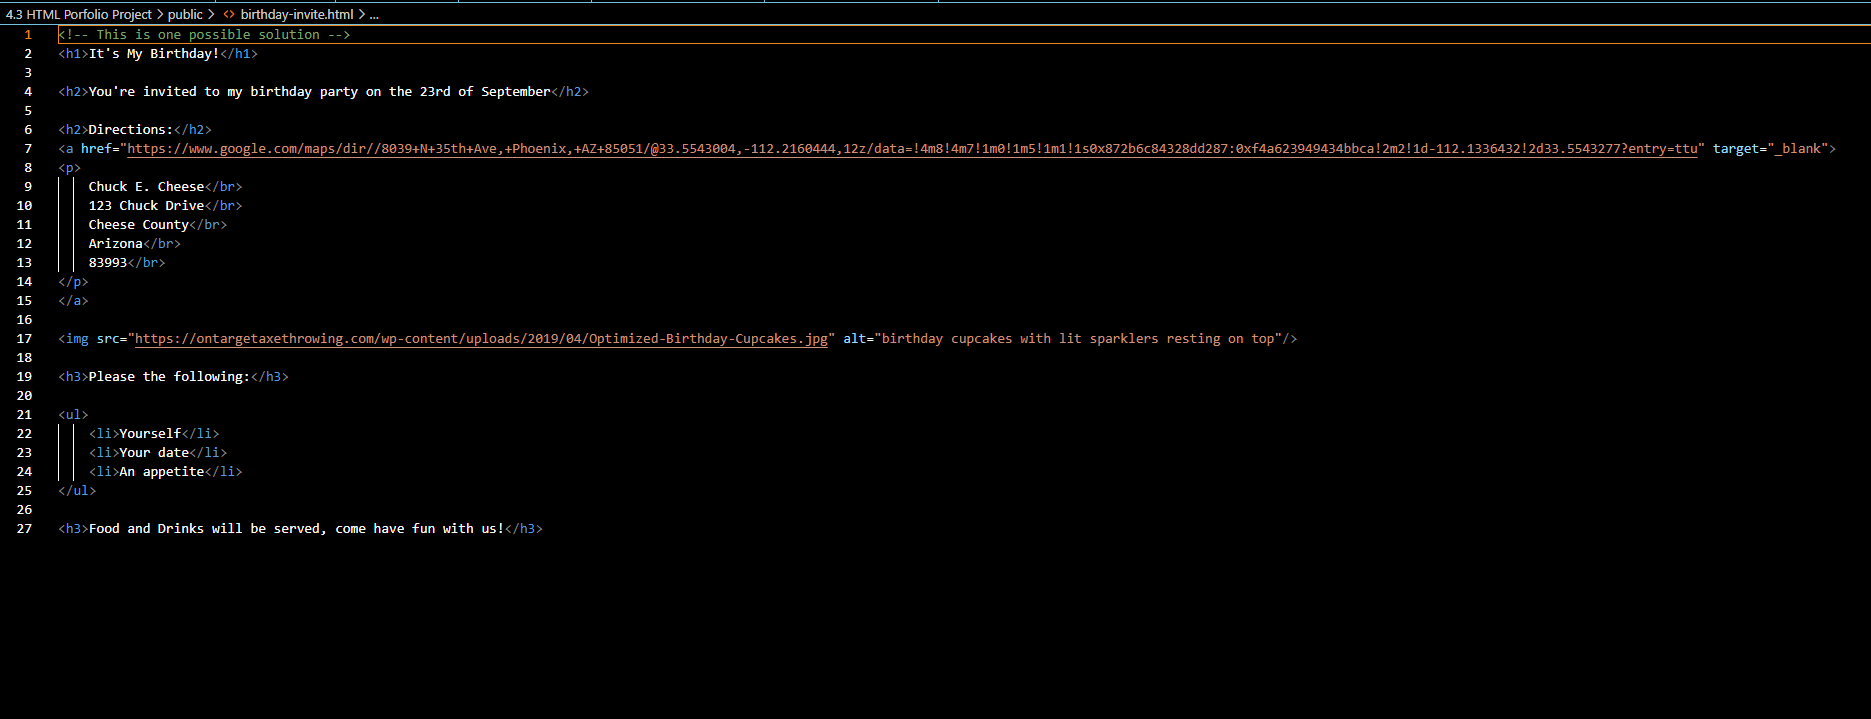 4.3 HTML Porfolio Project > public > <> birthday-invite.html > ...
1 <!-- This is one possible solution -->
2 <h1>It's My Birthday!</h1>
3
4 <h2>You're invited to my birthday party on the 23rd of September</h2>
5
6 <h2>Directions:</h2>
7 <a href="https://www.google.com/maps/dir//8039+N+35th+Ave,+Phoenix,+AZ+85051/@33.5543004,-112.2160444,12z/data=!4m8!4m7!1m0!1m5!1m1!1s0x872b6c84328dd287:0xf4a623949434bbca!2m2!1d-112.1336432!2d33.5543277?entry=ttu" target="_blank">
8 <p>
9 Chuck E. Cheese</br>
10 123 Chuck Drive</br>
11 Cheese County</br>
12 Arizona</br>
13 83993</br>
14 </p>
15 </a>
16
17 <img src="https://ontargetaxethrowing.com/wp-content/uploads/2019/04/Optimized-Birthday-Cupcakes.jpg" alt="birthday cupcakes with lit sparklers resting on top"/>
18
19 <h3>Please the following:</h3>
20
21 <ul>
22 <li>Yourself</li>
23 <li>Your date</li>
24 <li>An appetite</li>
25 </ul>
26
27 <h3>Food and Drinks will be served, come have fun with us!</h3>